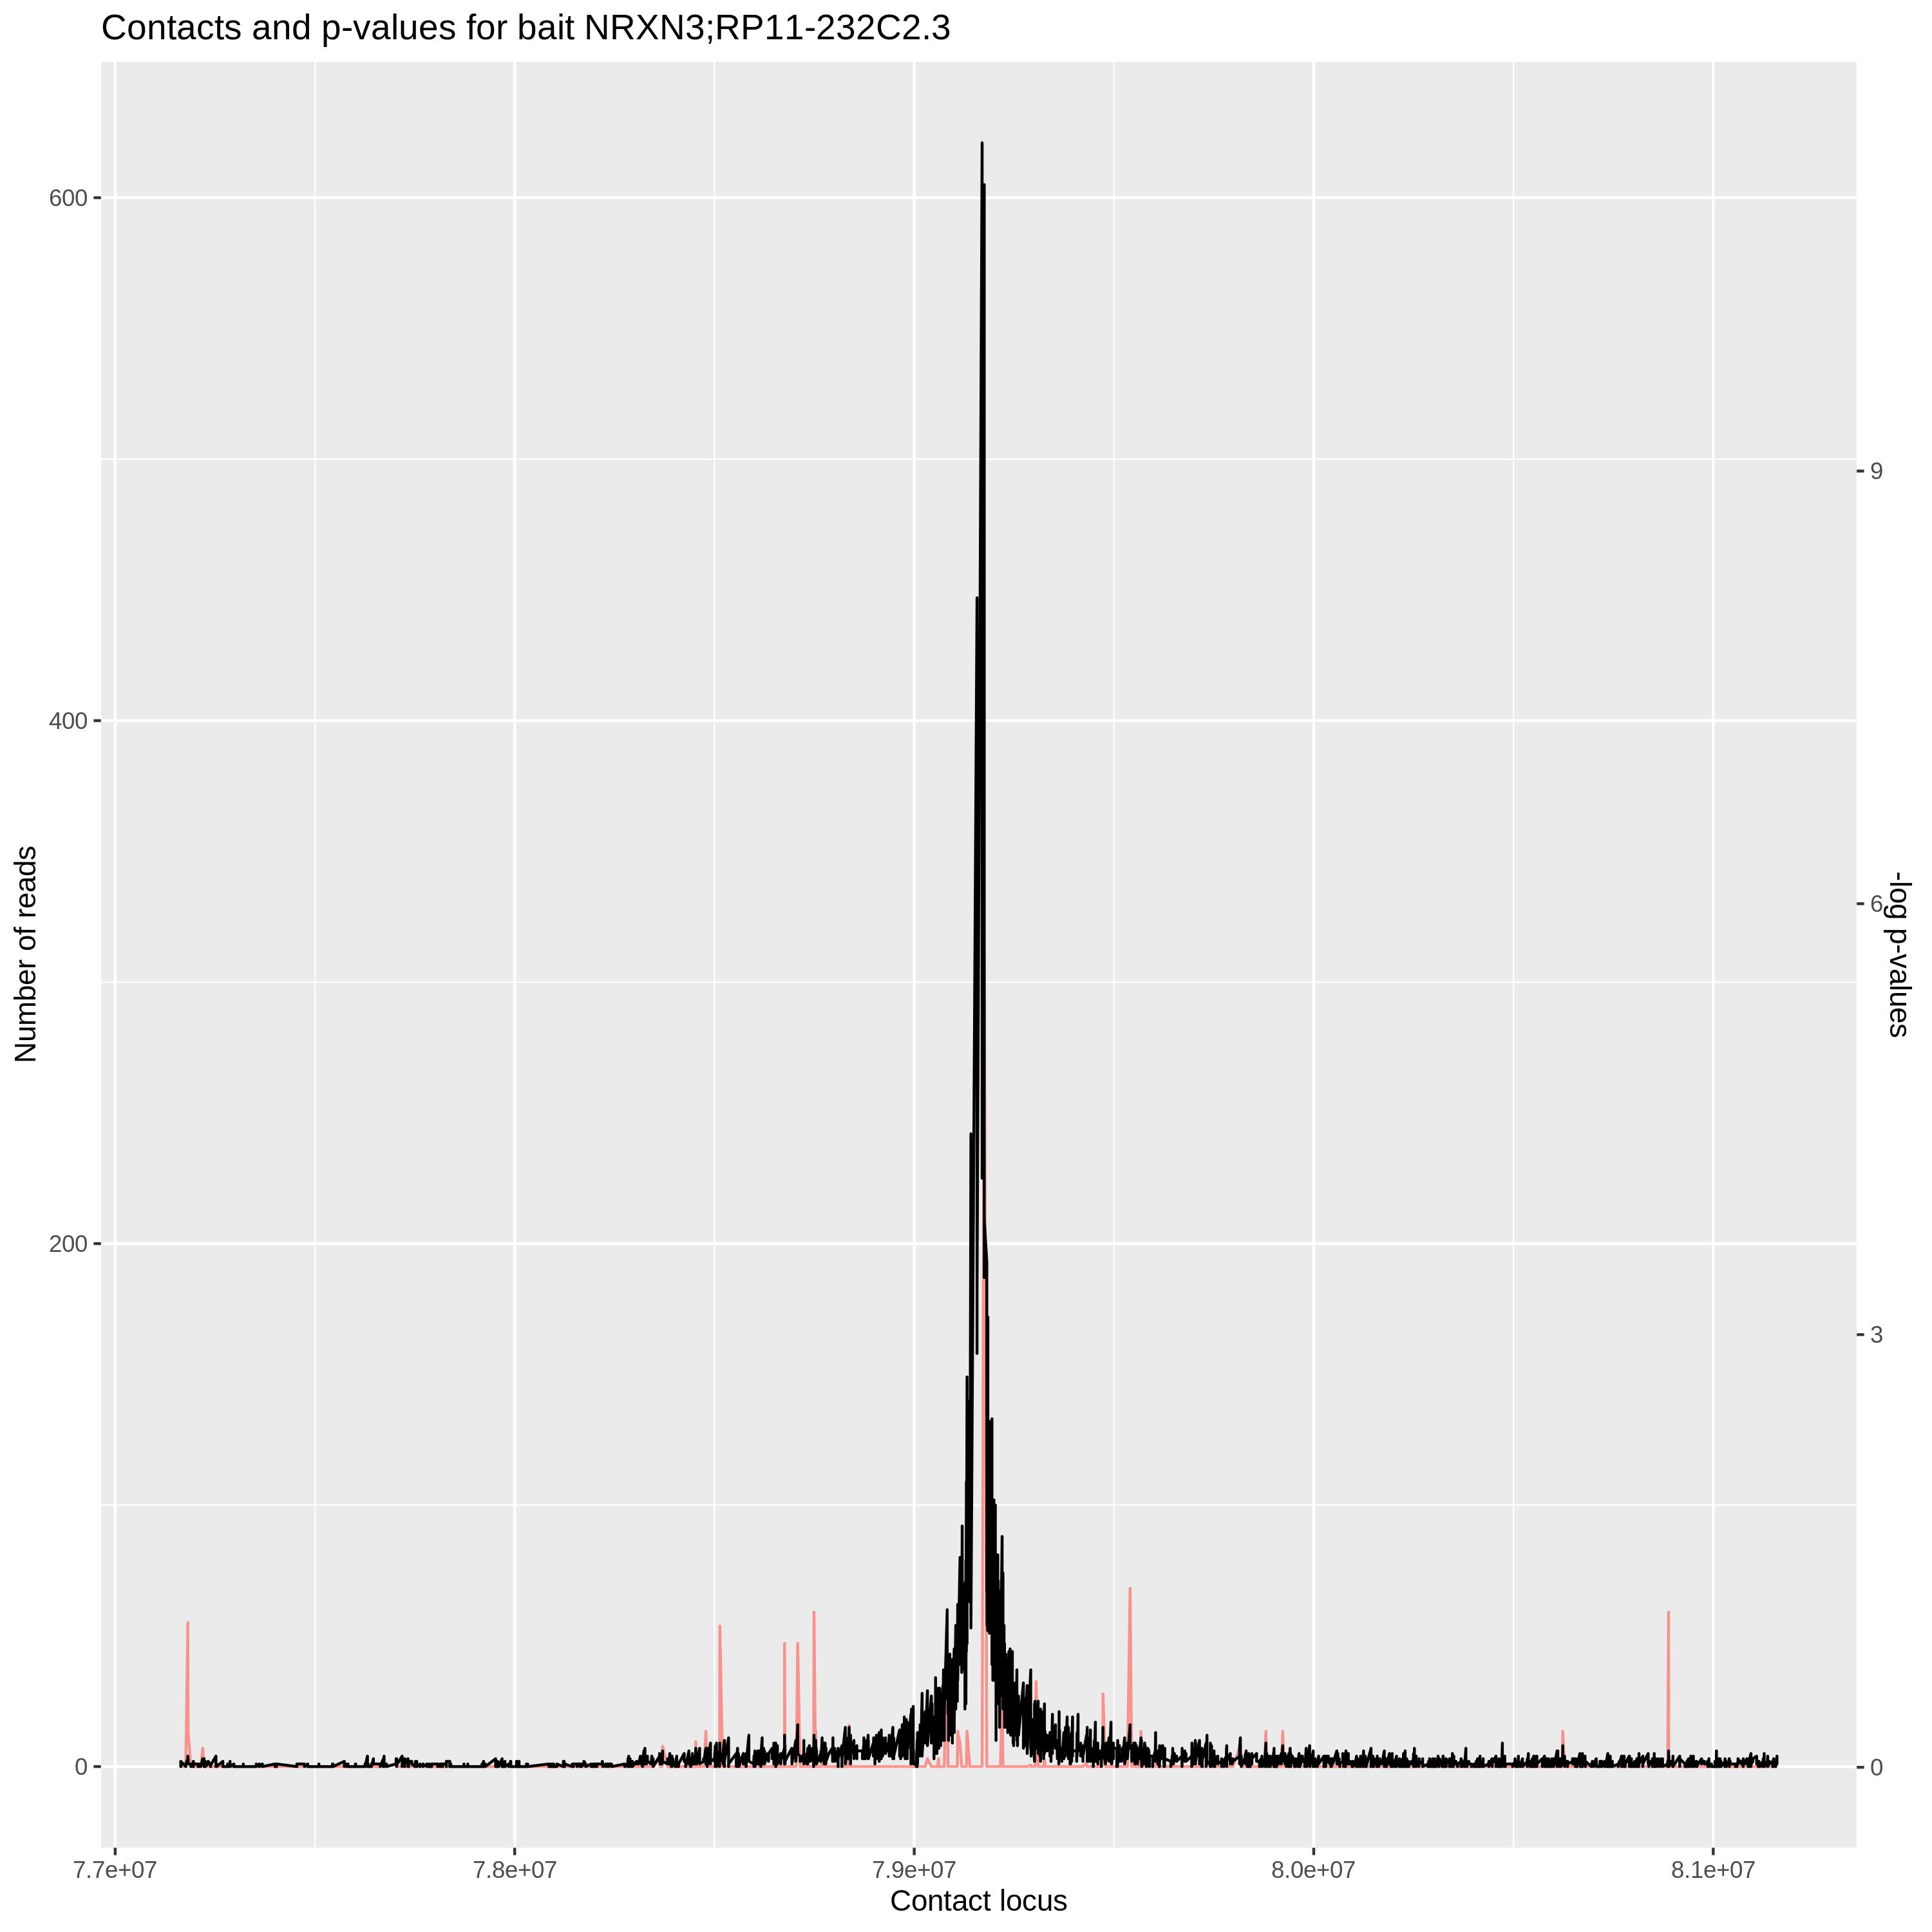 Contacts and p-values for bait NRXN3;RP11-232C2.3
600
400
200
0
Number of reads
9
6
3
0
-log p-values
7.7e+07 7.8e+07 7.9e+07 8.0e+07 8.1e+07
Contact locus